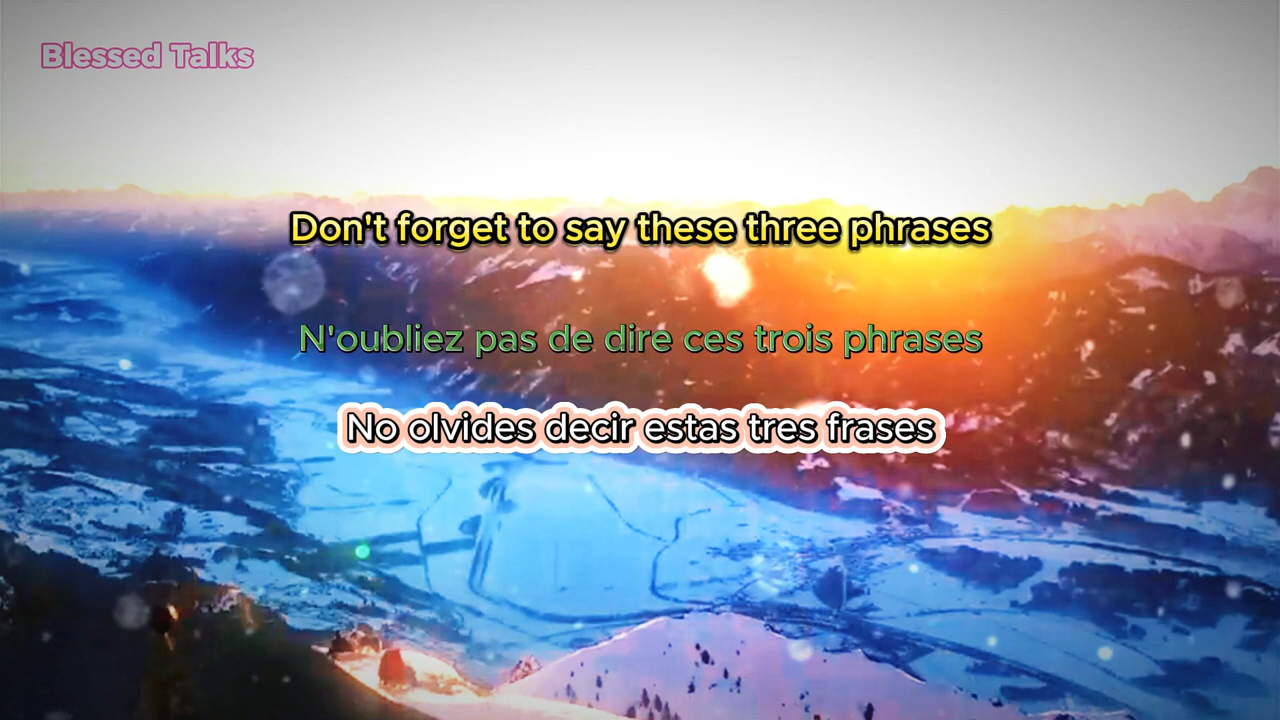 Blessed Talks
Don't forget to say these three phrases
N'oubliez pas de dire ces trois phrases
No olvides decir estas tres frases